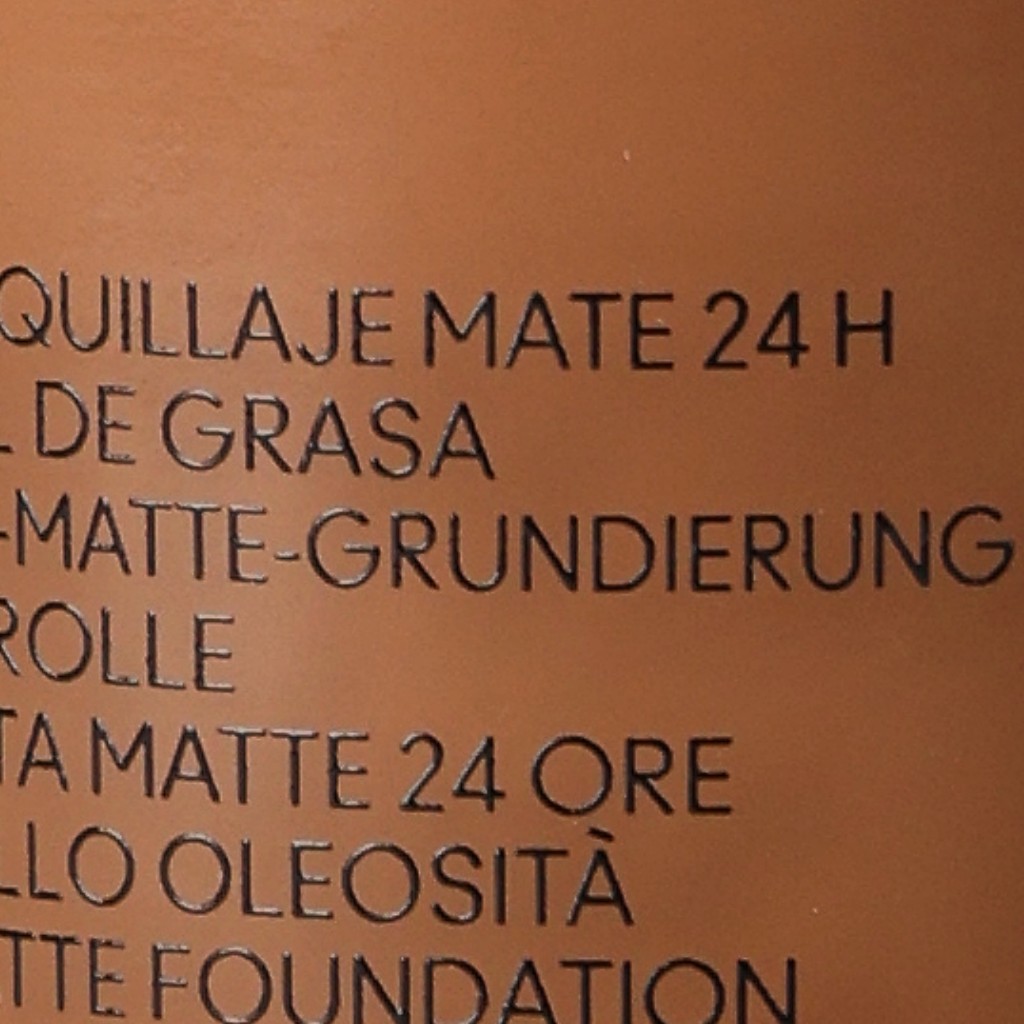 QUILLAJE MATE 24 H
L DE GRASA
-MATTE-GRUNDIERUNG
ROLLE
TA MATTE 24 ORE
LLO OLEOSITÀ
TTE FOUNDATION